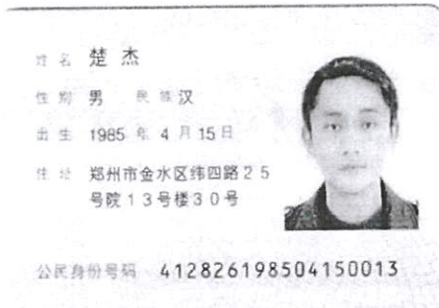 姓名 楚杰
性别 男 民族 汉
出生 1985 年 4 月 15 日
住址 郑州市金水区纬四路25
号院13号楼30号
公民身份号码 412826198504150013